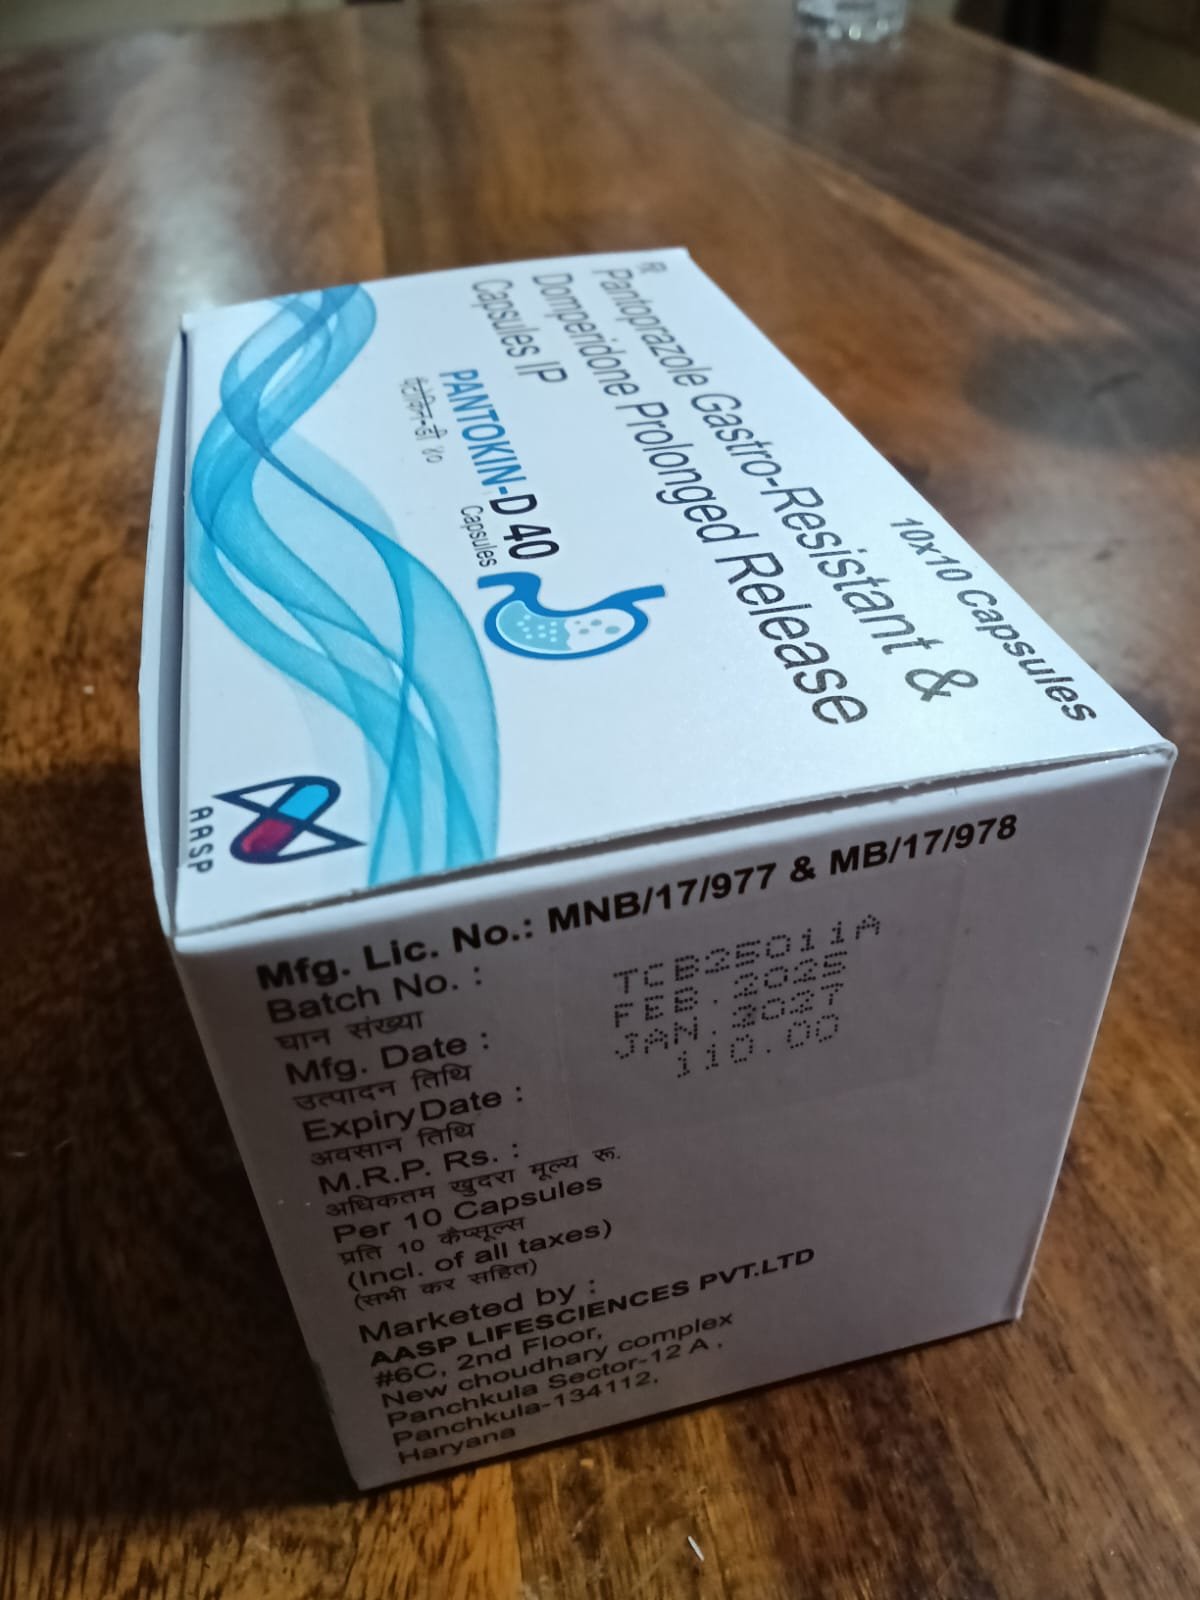 10x10 Capsules
Rx
Pantoprazole Gastro-Resistant &
Domperidone Prolonged Release
Capsules IP
PANTOKIN-D 40
Capsules
पेंटोकिन-डी ४०
AASP
Mfg. Lic. No.: MNB/17/977 & MB/17/978
Batch No. : TCB25011A
घान संख्या
Mfg. Date : FEB.2025
उत्पादन तिथि
Expiry Date : JAN.2027
अवसान तिथि
M.R.P. Rs. : 110.00
अधिकतम खुदरा मूल्य रू.
Per 10 Capsules
प्रति 10 कैप्सूल्स
(Incl. of all taxes)
(सभी कर सहित)
Marketed by :
AASP LIFESCIENCES PVT.LTD
#6C, 2nd Floor,
New choudhary complex
Panchkula Sector-12 A ,
Panchkula-134112,
Haryana